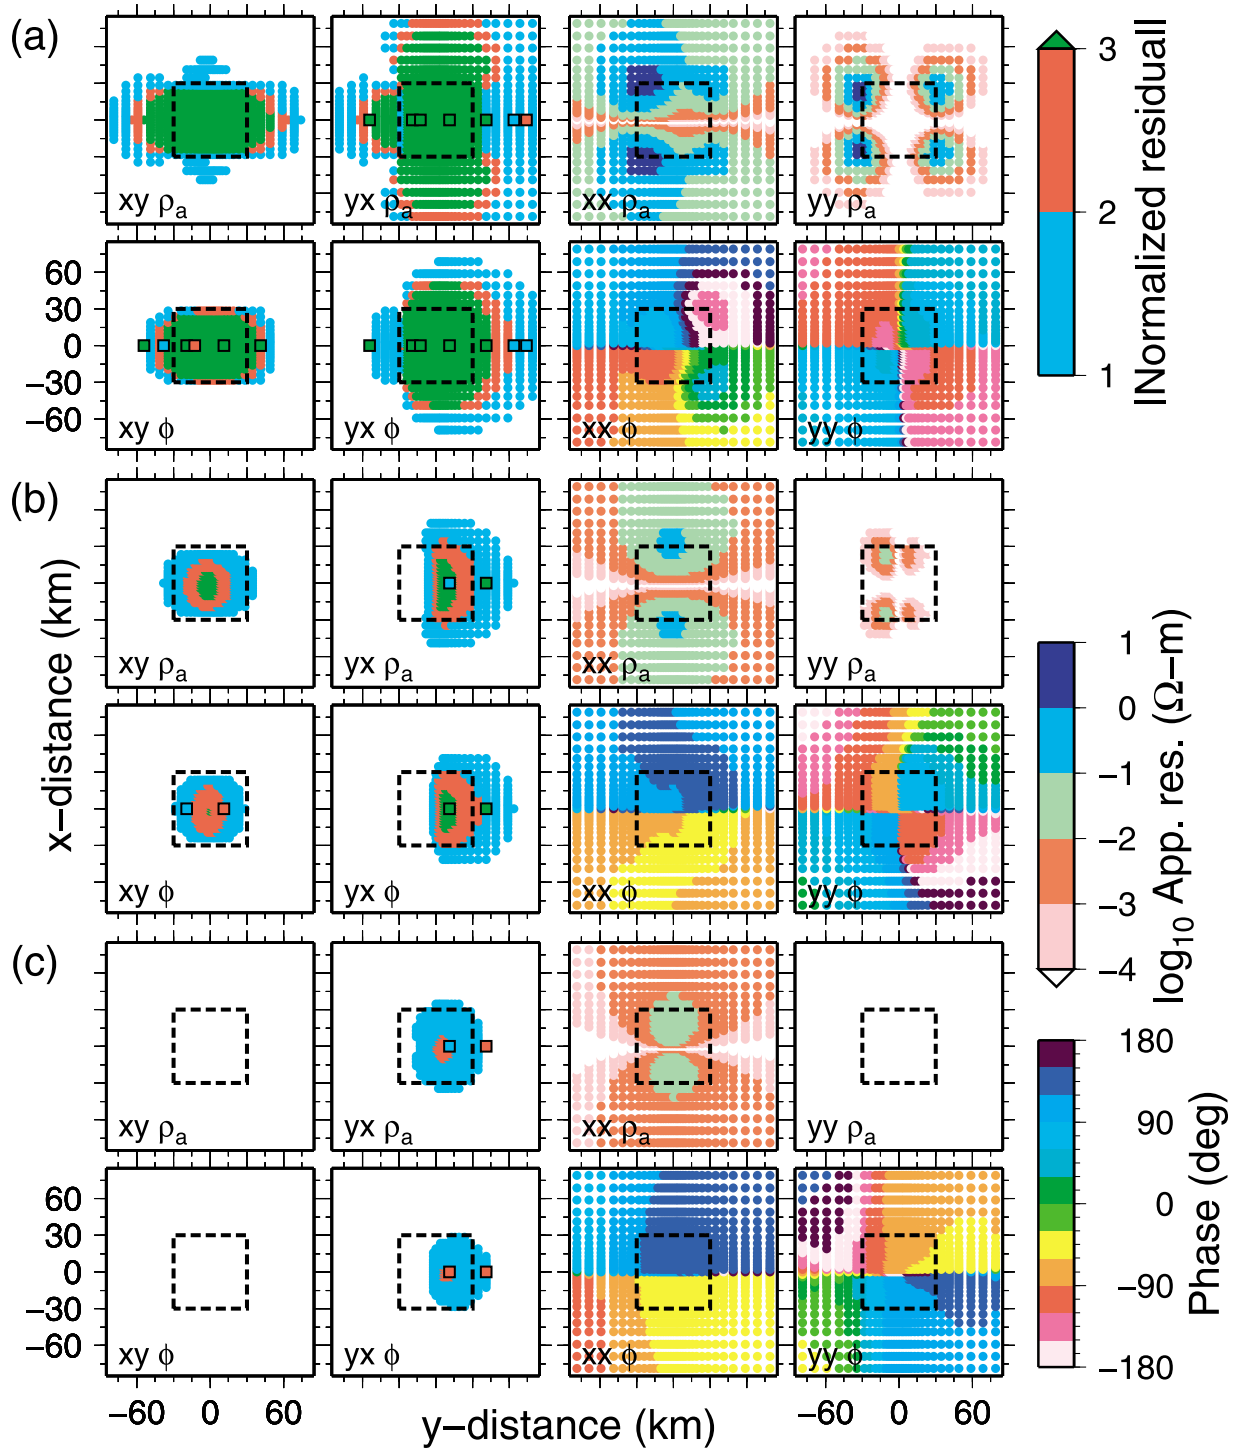 (a)
xy ρa
yx ρa
xx ρa
yy ρa
3
2
1
|Normalized residual|
60
30
0
−30
−60
xy ϕ
yx ϕ
xx ϕ
yy ϕ
(b)
xy ρa
yx ρa
xx ρa
yy ρa
x−distance (km)
xy ϕ
yx ϕ
xx ϕ
yy ϕ
1
0
−1
−2
−3
−4
log10 App. res. (Ω−m)
(c)
xy ρa
yx ρa
xx ρa
yy ρa
60
30
0
−30
−60
xy ϕ
yx ϕ
xx ϕ
yy ϕ
180
90
0
−90
−180
Phase (deg)
−60 0 60
−60 0 60
y−distance (km)